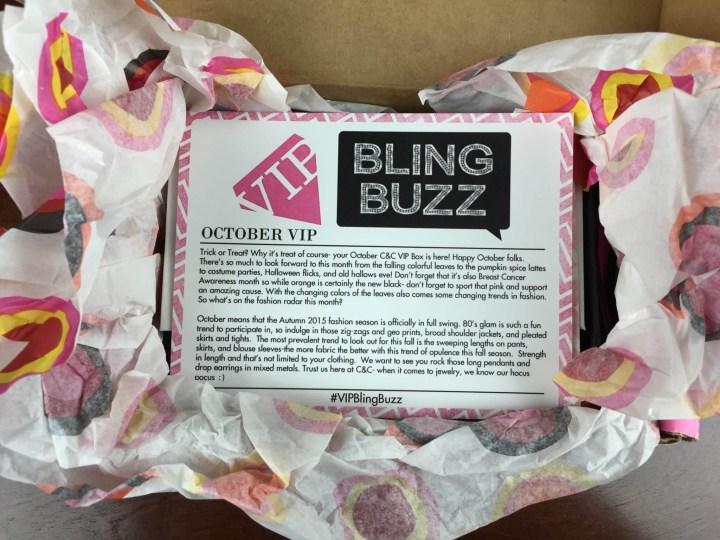 VIP
BLING
BUZZ
OCTOBER VIP
Trick or Treat? Why it's treat of course- your October C&C VIP Box is here! Happy October folks.
There's so much to look forward to this month from the falling colorful leaves to the pumpkin spice lattes
to costume parties, Halloween flicks, and old hallows eve! Don't forget that it's also Breast Cancer
Awareness month so while orange is certainly the new black- don't forget to sport that pink and support
an amazing cause. With the changing colors of the leaves also comes some changing trends in fashion.
So what's on the fashion radar this month?
October means that the Autumn 2015 fashion season is officially in full swing. 80's glam is such a fun
trend to participate in, so indulge in those zig-zags and geo prints, broad shoulder jackets, and pleated
skirts and tights. The most prevalent trend to look out for this fall is the sweeping lengths on pants,
skirts, and blouse sleeves-the more fabric the better with this trend of opulence this fall season. Strength
in length and that's not limited to your clothing. We want to see you rock those long pendants and
drop earrings in mixed metals. Trust us here at C&C- when it comes to jewelry, we know our hocus
pocus :)
#VIPBlingBuzz